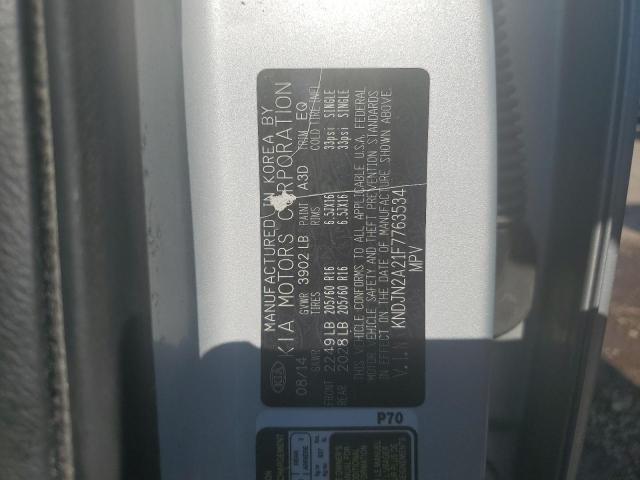 MANUFACTURED IN KOREA BY
KIA MOTORS CORPORATION
KIA
08/14 GVWR 3902 LB PAINT A3D TRIM EQ
GAWR TIRES RIMS COLD TIRE INFL
FRONT 2249 LB 205/60 R16 6.5JX16 33psi SINGLE
REAR 2028 LB 205/60 R16 6.5JX16 33psi SINGLE
THIS VEHICLE CONFORMS TO ALL APPLICABLE U.S.A. FEDERAL
MOTOR VEHICLE SAFETY AND THEFT PREVENTION STANDARDS
IN EFFECT ON THE DATE OF MANUFACTURE SHOWN ABOVE.
V.I.N KNDJN2A21F7763534
MPV
P70